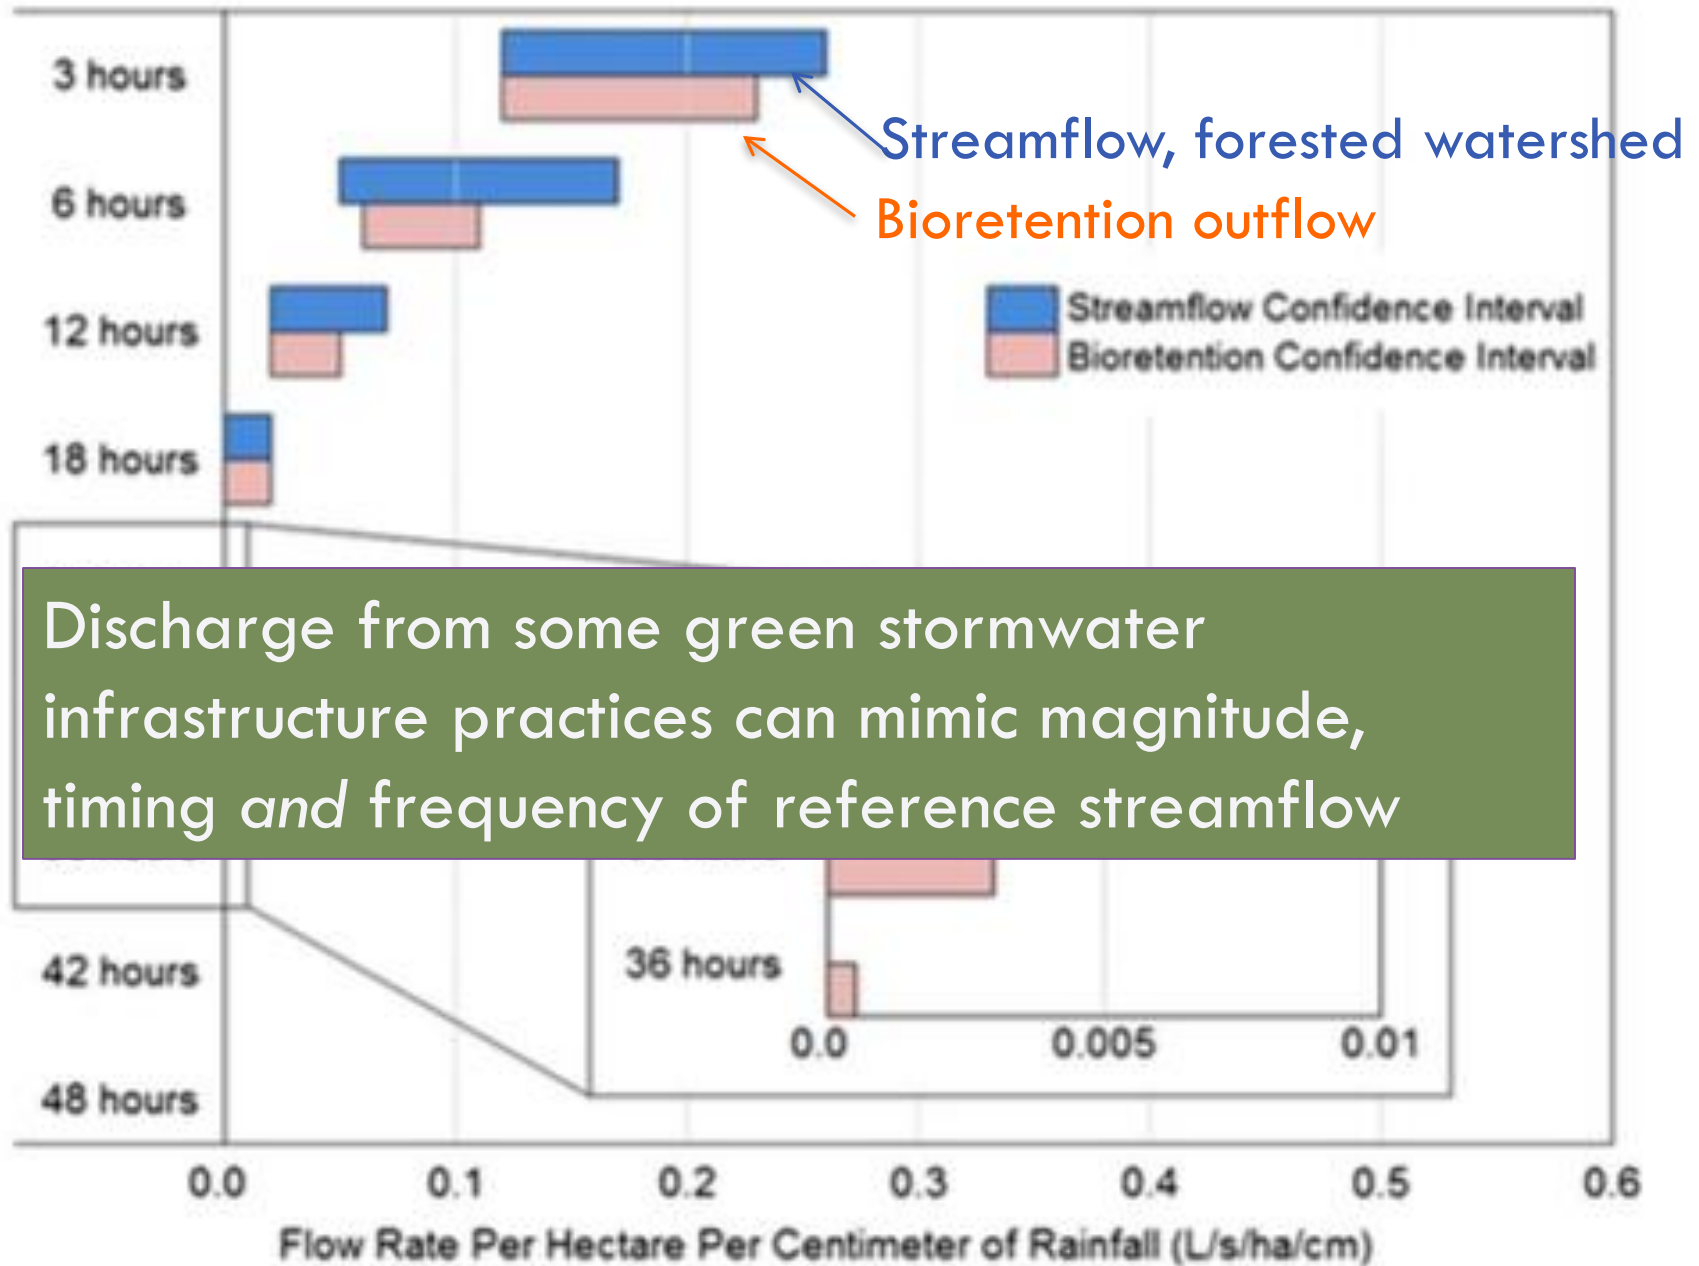 3 hours
Streamflow, forested watershed
6 hours
Bioretention outflow
12 hours
Streamflow Confidence Interval
Bioretention Confidence Interval
18 hours
Discharge from some green stormwater
infrastructure practices can mimic magnitude,
timing and frequency of reference streamflow
42 hours
36 hours
0.0 0.005 0.01
48 hours
0.0 0.1 0.2 0.3 0.4 0.5 0.6
Flow Rate Per Hectare Per Centimeter of Rainfall (L/s/ha/cm)